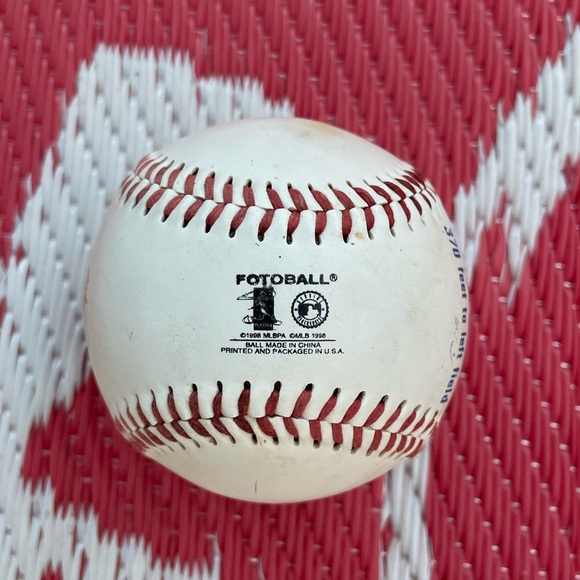 FOTOBALL®
©1998 MLBPA ©MLB 1998
BALL MADE IN CHINA
PRINTED AND PACKAGED IN U.S.A.
370 feet to left field